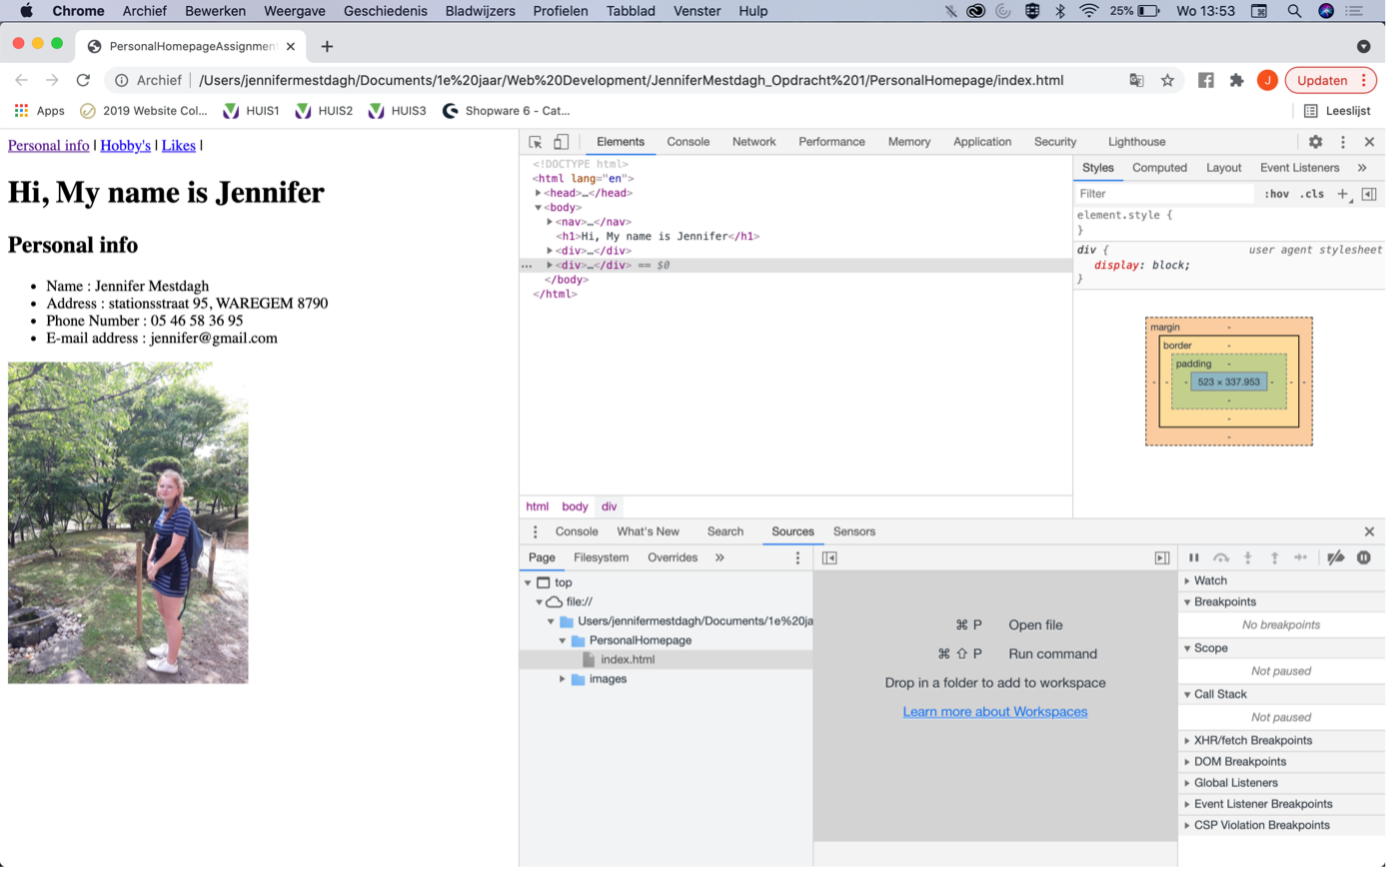 Chrome Archief Bewerken Weergave Geschiedenis Bladwijzers Profielen Tabblad Venster Hulp 25% Wo 13:53
PersonalHomepageAssignmen
Archief /Users/jennifermestdagh/Documents/1e%20jaar/Web%20Development/JenniferMestdagh_Opdracht%201/PersonalHomepage/index.html J Updaten
Apps 2019 Website Col... HUIS1 HUIS2 HUIS3 Shopware 6 - Cat... Leeslijst
Personal info | Hobby's | Likes |
Hi, My name is Jennifer
Personal info
• Name : Jennifer Mestdagh
• Address : stationsstraat 95, WAREGEM 8790
• Phone Number : 05 46 58 36 95
• E-mail address : jennifer@gmail.com
Elements Console Network Performance Memory Application Security Lighthouse
<!DOCTYPE html>
<html lang="en">
<head>…</head>
<body>
<nav>…</nav>
<h1>Hi, My name is Jennifer</h1>
<div>…</div>
… <div>…</div> == $0
</body>
</html>
html body div
Styles Computed Layout Event Listeners »
Filter :hov .cls +
element.style {
}
div { user agent stylesheet
display: block;
}
margin -
border -
padding -
- - - 523 × 337.953 - - -
-
-
-
Console What's New Search Sources Sensors
Page Filesystem Overrides »
top
file://
Users/jennifermestdagh/Documents/1e%20ja
PersonalHomepage
index.html
images
⌘ P Open file
⌘ ⇧ P Run command
Drop in a folder to add to workspace
Learn more about Workspaces
Watch
Breakpoints
No breakpoints
Scope
Not paused
Call Stack
Not paused
XHR/fetch Breakpoints
DOM Breakpoints
Global Listeners
Event Listener Breakpoints
CSP Violation Breakpoints